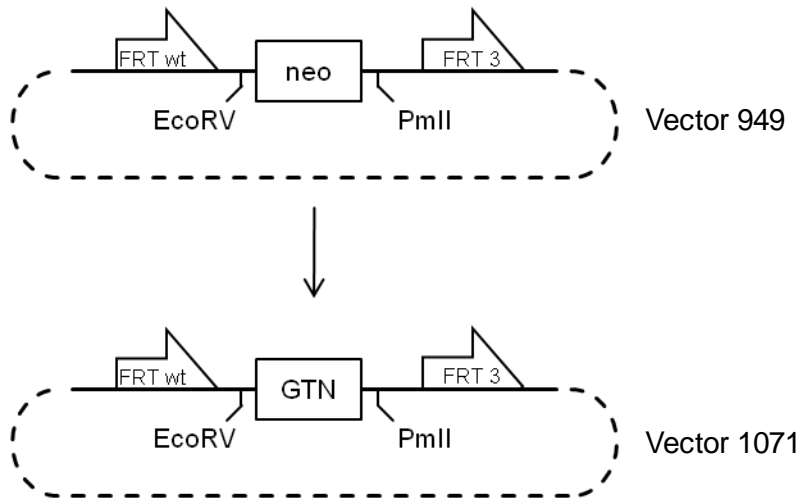 FRT wt
neo
FRT 3
EcoRV
PmlI
Vector 949
FRT wt
GTN
FRT 3
EcoRV
PmlI
Vector 1071